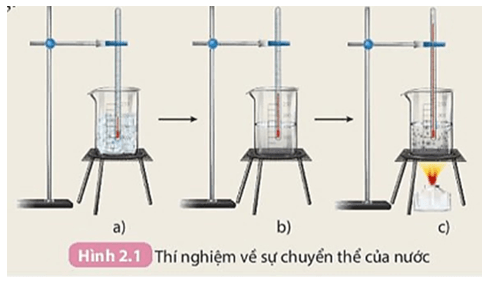 a)
b)
c)
Hình 2.1 Thí nghiệm về sự chuyển thể của nước